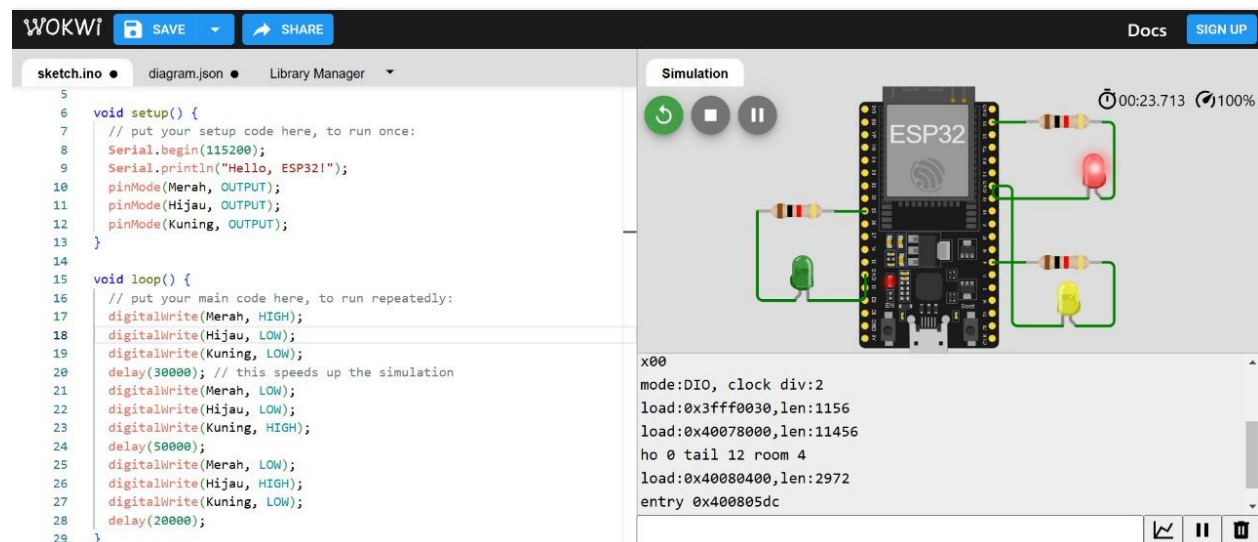 WOKWi SAVE SHARE Docs SIGN UP
sketch.ino diagram.json Library Manager
5
6 void setup() {
7 // put your setup code here, to run once:
8 Serial.begin(115200);
9 Serial.println("Hello, ESP32!");
10 pinMode(Merah, OUTPUT);
11 pinMode(Hijau, OUTPUT);
12 pinMode(Kuning, OUTPUT);
13 }
14
15 void loop() {
16 // put your main code here, to run repeatedly:
17 digitalWrite(Merah, HIGH);
18 digitalWrite(Hijau, LOW);
19 digitalWrite(Kuning, LOW);
20 delay(30000); // this speeds up the simulation
21 digitalWrite(Merah, LOW);
22 digitalWrite(Hijau, LOW);
23 digitalWrite(Kuning, HIGH);
24 delay(50000);
25 digitalWrite(Merah, LOW);
26 digitalWrite(Hijau, HIGH);
27 digitalWrite(Kuning, LOW);
28 delay(20000);
29 }
Simulation
00:23.713 100%
ESP32
EN
Boot
x00
mode:DIO, clock div:2
load:0x3fff0030,len:1156
load:0x40078000,len:11456
ho 0 tail 12 room 4
load:0x40080400,len:2972
entry 0x400805dc